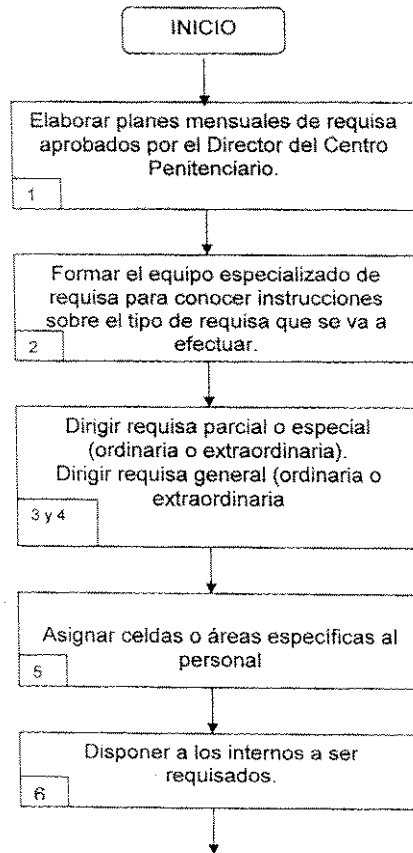 INICIO
Elaborar planes mensuales de requisa
aprobados por el Director del Centro
Penitenciario.
1
Formar el equipo especializado de
requisa para conocer instrucciones
sobre el tipo de requisa que se va a
efectuar.
2
Dirigir requisa parcial o especial
(ordinaria o extraordinaria).
Dirigir requisa general (ordinaria o
extraordinaria
3 y 4
Asignar celdas o áreas específicas al
personal
5
Disponer a los internos a ser
requisados.
6